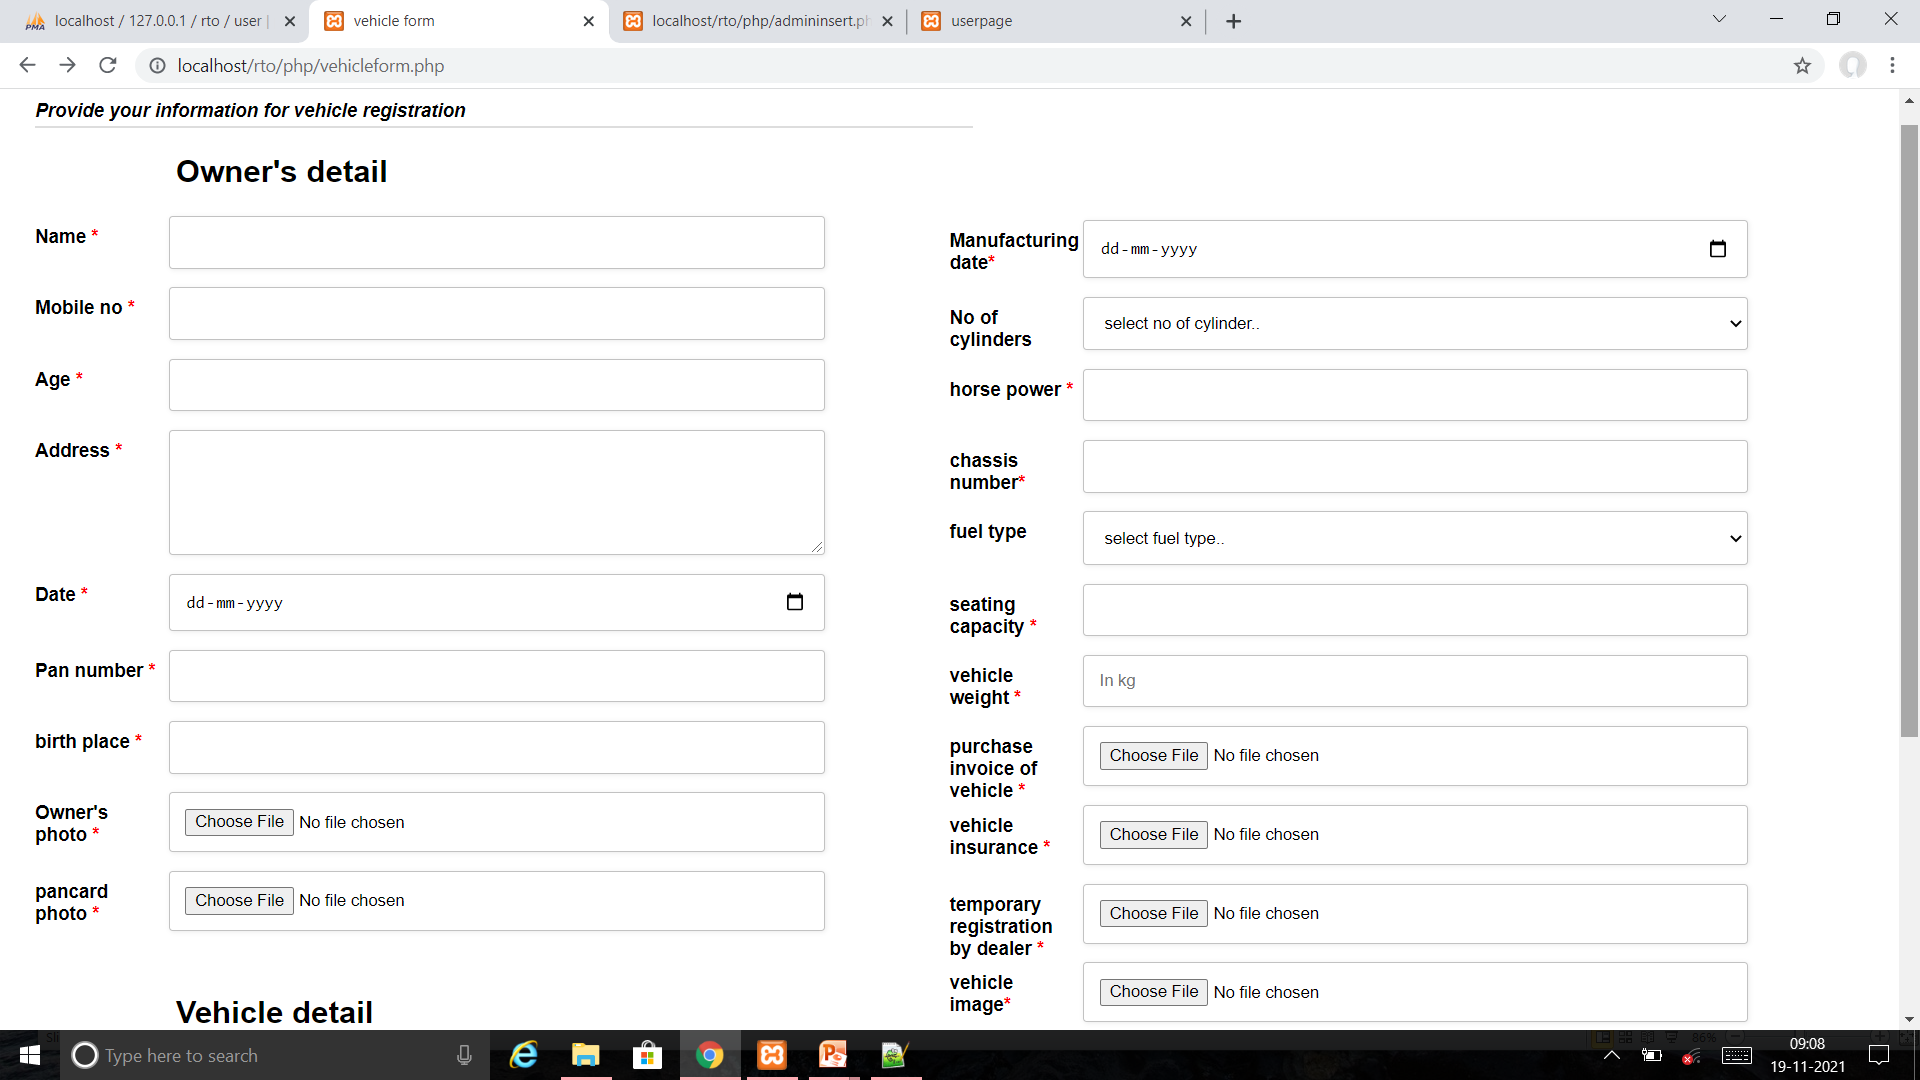 localhost / 127.0.0.1 / rto / user |
vehicle form
localhost/rto/php/admininsert.ph
userpage
localhost/rto/php/vehicleform.php
Provide your information for vehicle registration
Owner's detail
Name *
Mobile no *
Age *
Address *
Date *
dd-mm-yyyy
Pan number *
birth place *
Owner's
photo *
Choose File No file chosen
pancard
photo *
Choose File No file chosen
Vehicle detail
Manufacturing
date*
dd-mm-yyyy
No of
cylinders
select no of cylinder..
horse power *
chassis
number*
fuel type
select fuel type..
seating
capacity *
vehicle
weight *
In kg
purchase
invoice of
vehicle *
Choose File No file chosen
vehicle
insurance *
Choose File No file chosen
temporary
registration
by dealer *
Choose File No file chosen
vehicle
image*
Choose File No file chosen
Type here to search
09:08
19-11-2021